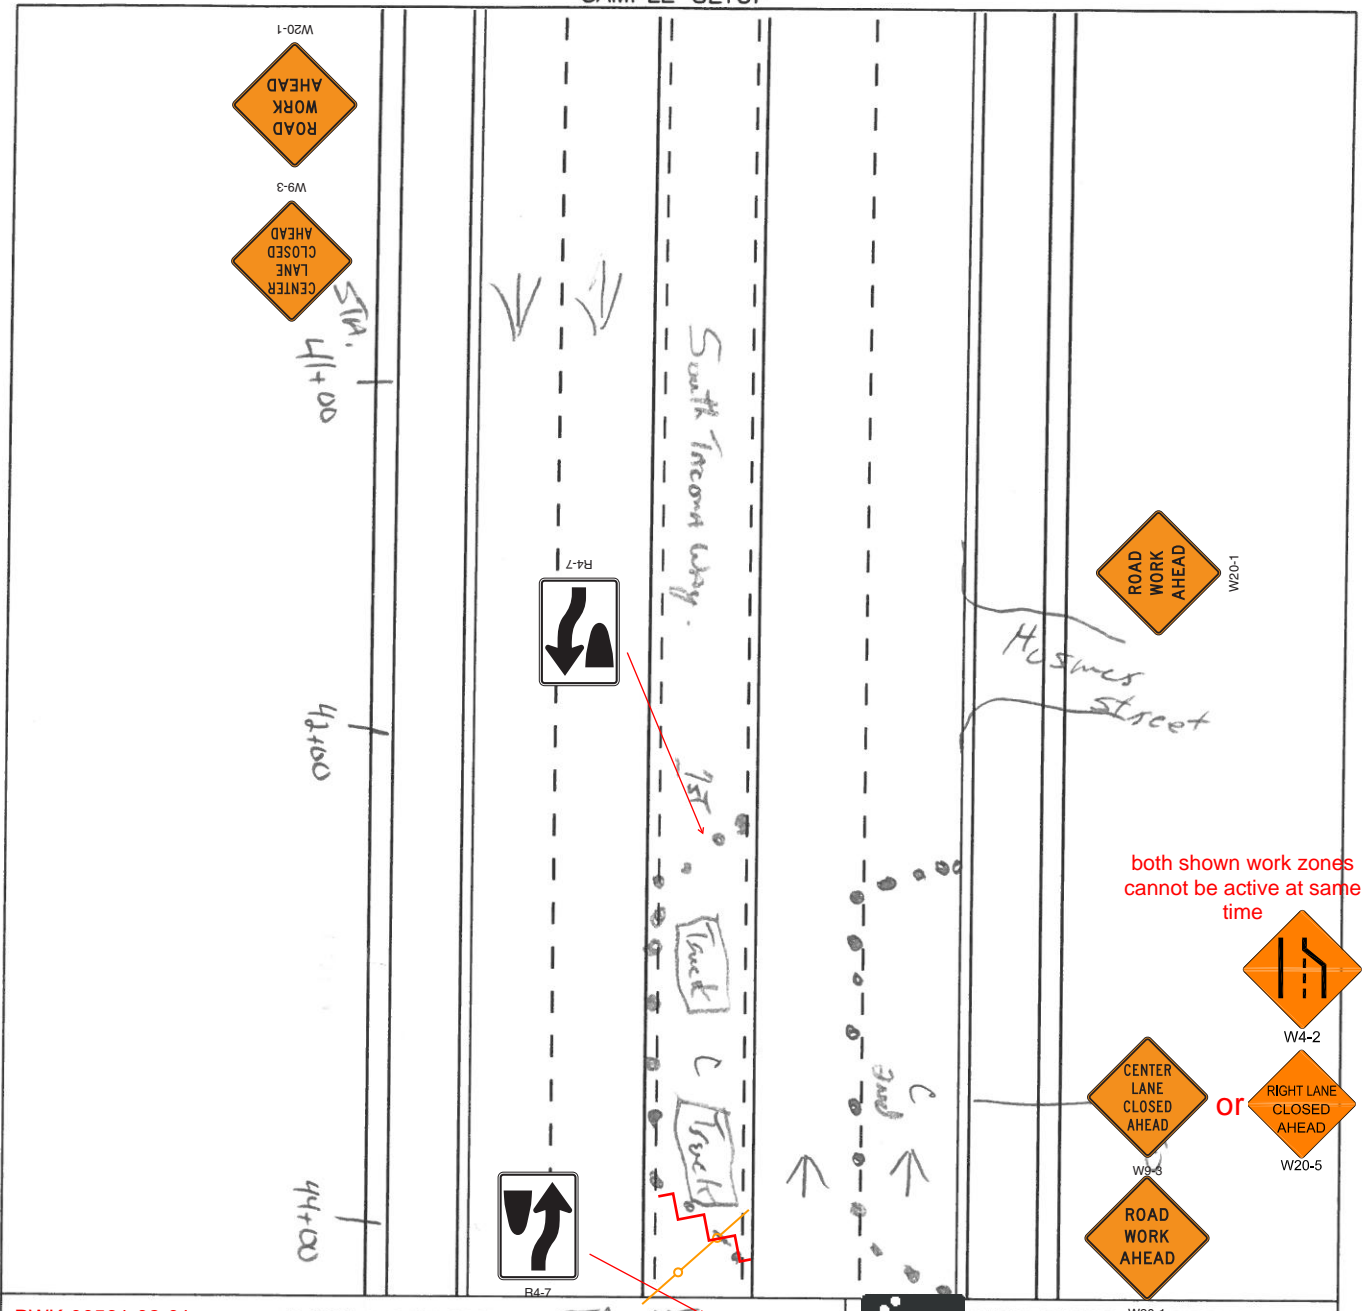 W20-1
ROAD
WORK
AHEAD
W9-3
CENTER
LANE
CLOSED
AHEAD
STA.
41+00
South Tacoma Way.
R4-7
ROAD
WORK
AHEAD
W20-1
Hosmer
Street
42+00
1st
both shown work zones
cannot be active at same
time
W4-2
Truck
C
Truck
C
2nd
CENTER
LANE
CLOSED
AHEAD
W9-3
or
RIGHT LANE
CLOSED
AHEAD
W20-5
44+00
ROAD
WORK
AHEAD
R4-7